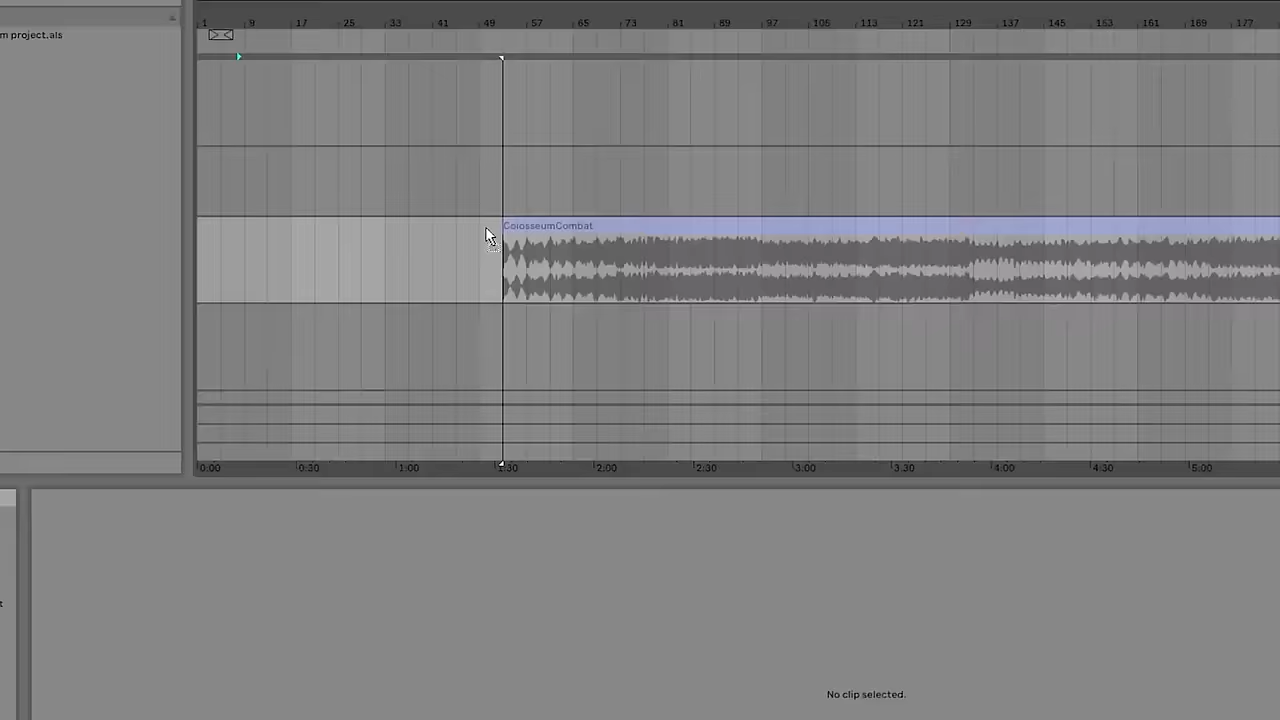 1 9 17 25 33 41 49 57 65 73 81 89 97 105 113 121 129 137 145 153 161 169 177
m project.als
ColosseumCombat
0:00 0:30 1:00 1:30 2:00 2:30 3:00 3:30 4:00 4:30 5:00
t
No clip selected.